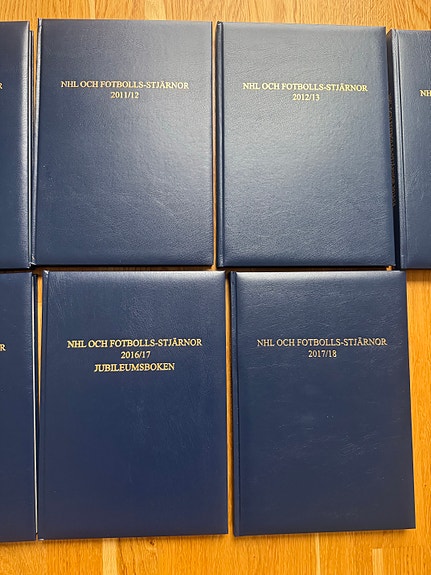 NHL OCH FOTBOLLS-STJÄRNOR
2011/12
NHL OCH FOTBOLLS-STJÄRNOR
2012/13
NHL OCH FOTBOLLS-STJÄRNOR
2016/17
JUBILEUMSBOKEN
NHL OCH FOTBOLLS-STJÄRNOR
2017/18